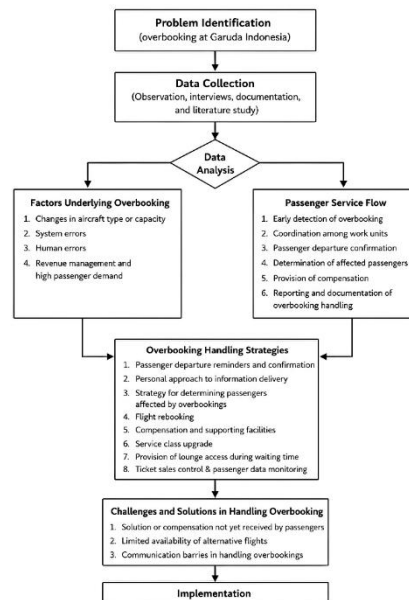 Problem Identification
(overbooking at Garuda Indonesia)
Data Collection
(Observation, interviews, documentation,
and literature study)
Data
Analysis
Factors Underlying Overbooking
1. Changes in aircraft type or capacity
2. System errors
3. Human errors
4. Revenue management and
high passenger demand
Passenger Service Flow
1. Early detection of overbooking
2. Coordination among work units
3. Passenger departure confirmation
4. Determination of affected passengers
5. Provision of compensation
6. Reporting and documentation of
overbooking handling
Overbooking Handling Strategies
1. Passenger departure reminders and confirmation
2. Personal approach to information delivery
3. Strategy for determining passengers
affected by overbookings
4. Flight rebooking
5. Compensation and supporting facilities
6. Service class upgrade
7. Provision of lounge access during waiting time
8. Ticket sales control & passenger data monitoring
Challenges and Solutions in Handling Overbooking
1. Solution or compensation not yet received by passengers
2. Limited availability of alternative flights
3. Communication barries in handling overbookings
Implementation